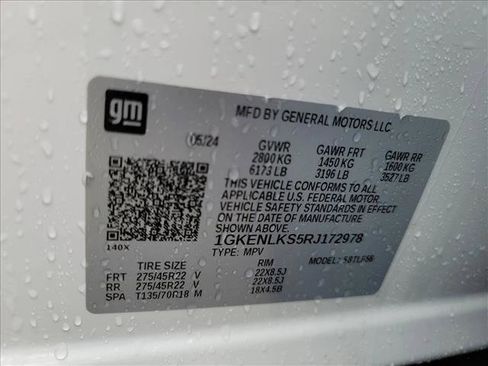 gm
MFD BY GENERAL MOTORS LLC.
05/24 GVWR GAWR FRT GAWR RR
2800 KG 1450 KG 1600 KG
6173 LB 3196 LB 3527 LB
THIS VEHICLE CONFORMS TO ALL
APPLICABLE U.S. FEDERAL MOTOR
VEHICLE SAFETY STANDARDS IN
EFFECT ON THE DATE OF MANUFACTURE
SHOWN ABOVE.
1GKENLKS5RJ172978
TYPE: MPV MODEL:
140X
TIRE SIZE RIM
FRT 275/45R22 V 22X8.5J
RR 275/45R22 V 22X8.5J
SPA T135/70R18 M 18X4.5B